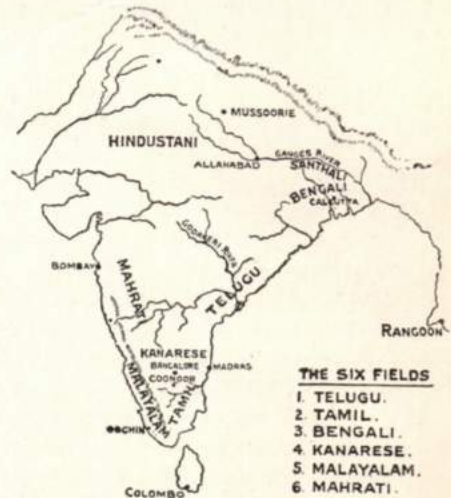 MUSSOORIE
HINDUSTANI
GANGES RIVER
ALLAHABAD
SANTHALI
BENGALI
CALCUTTA
GODAVERI RIVER
BOMBAY
MAHRATI
TELUGU
RANGOON
KANARESE
BANGALORE
MADRAS
COONOOR
MALAYALAM
TAMIL
COCHIN
COLOMBO
THE SIX FIELDS
1. TELUGU.
2. TAMIL.
3. BENGALI.
4. KANARESE.
5. MALAYALAM.
6. MAHRATI.